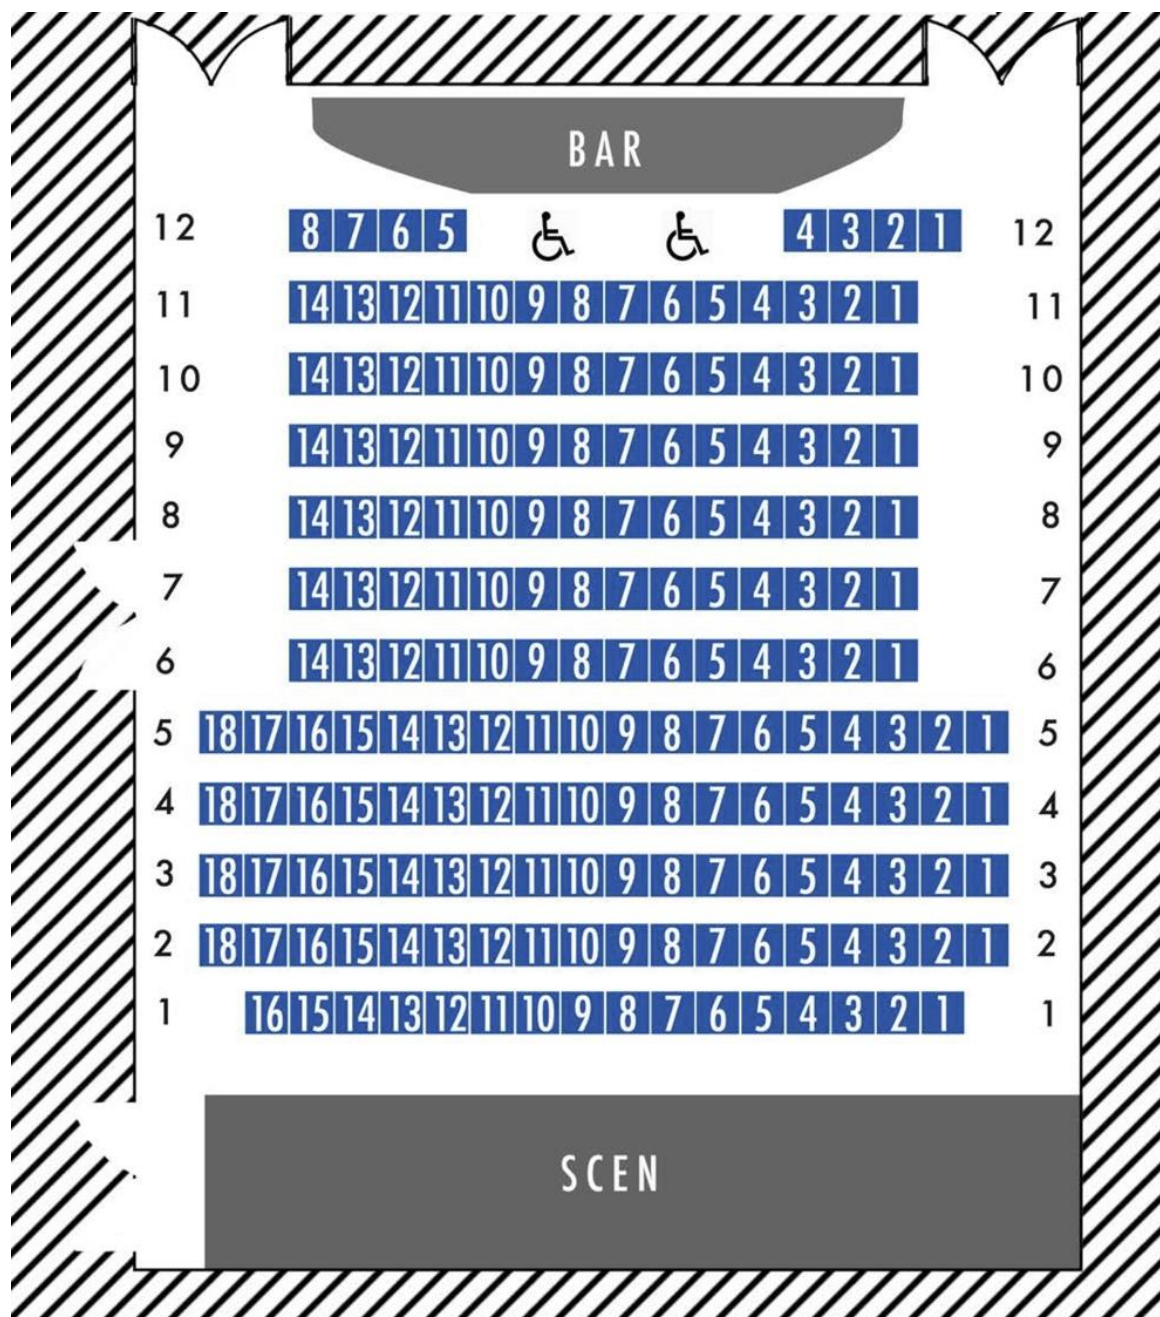 BAR
12 8 7 6 5 4 3 2 1 12
11 14 13 12 11 10 9 8 7 6 5 4 3 2 1 11
10 14 13 12 11 10 9 8 7 6 5 4 3 2 1 10
9 14 13 12 11 10 9 8 7 6 5 4 3 2 1 9
8 14 13 12 11 10 9 8 7 6 5 4 3 2 1 8
7 14 13 12 11 10 9 8 7 6 5 4 3 2 1 7
6 14 13 12 11 10 9 8 7 6 5 4 3 2 1 6
5 18 17 16 15 14 13 12 11 10 9 8 7 6 5 4 3 2 1 5
4 18 17 16 15 14 13 12 11 10 9 8 7 6 5 4 3 2 1 4
3 18 17 16 15 14 13 12 11 10 9 8 7 6 5 4 3 2 1 3
2 18 17 16 15 14 13 12 11 10 9 8 7 6 5 4 3 2 1 2
1 16 15 14 13 12 11 10 9 8 7 6 5 4 3 2 1 1
SCEN